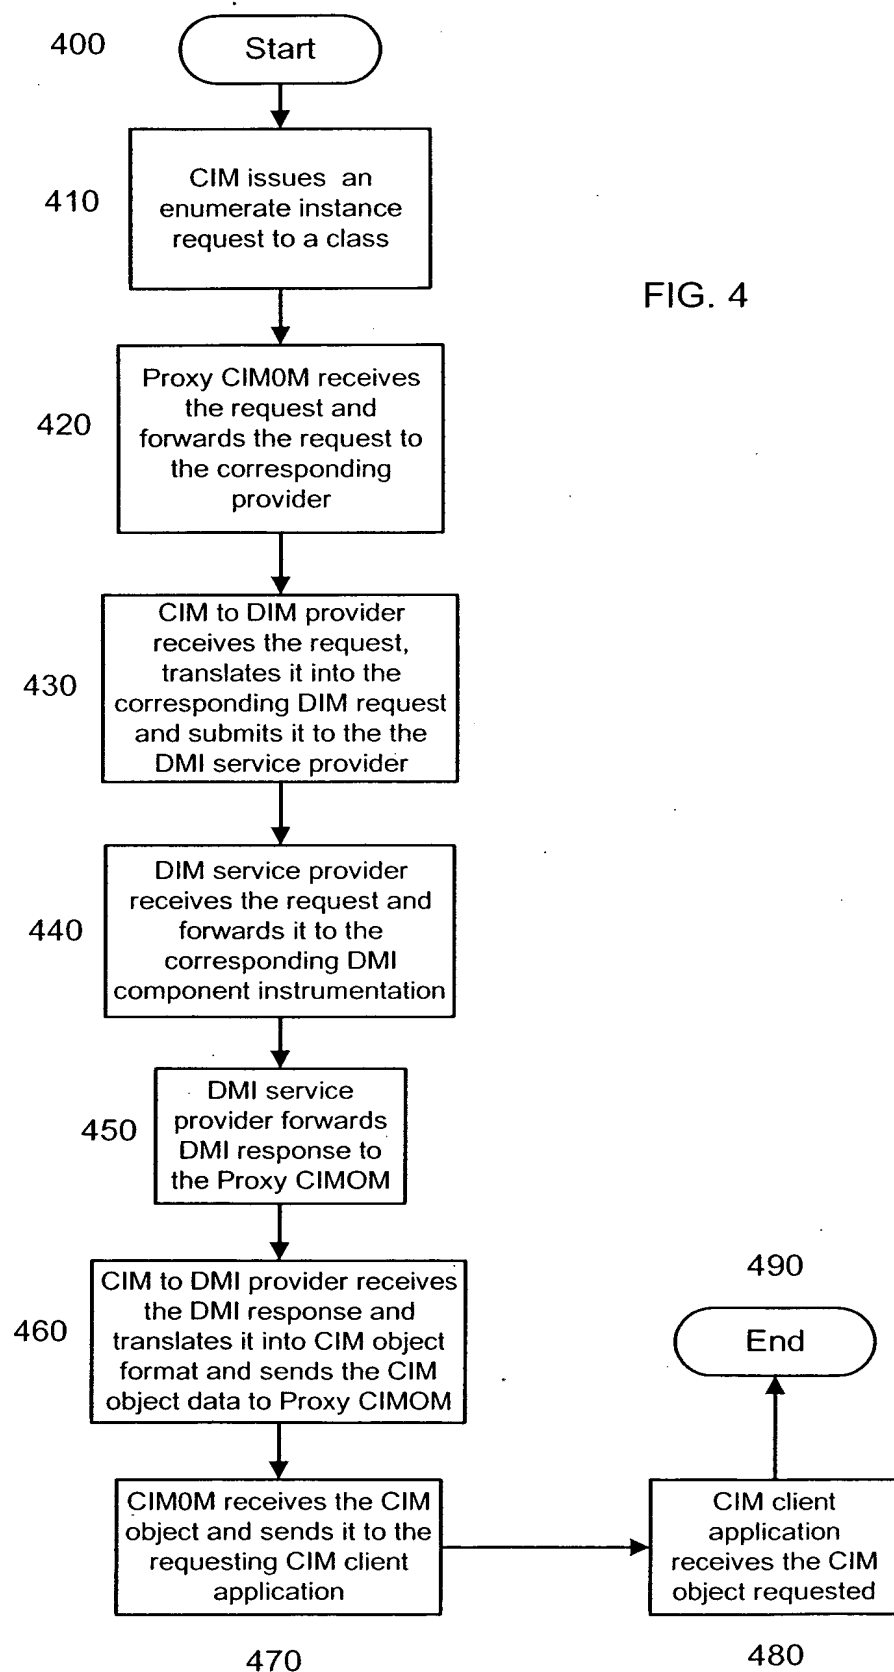 400
Start
410
CIM issues an
enumerate instance
request to a class
FIG. 4
420
Proxy CIM0M receives
the request and
forwards the request to
the corresponding
provider
430
CIM to DIM provider
receives the request,
translates it into the
corresponding DIM request
and submits it to the the
DMI service provider
440
DIM service provider
receives the request and
forwards it to the
corresponding DMI
component instrumentation
450
DMI service
provider forwards
DMI response to
the Proxy CIMOM
460
CIM to DMI provider receives
the DMI response and
translates it into CIM object
format and sends the CIM
object data to Proxy CIMOM
CIM0M receives the CIM
object and sends it to the
requesting CIM client
application
470
CIM client
application
receives the CIM
object requested
480
490
End